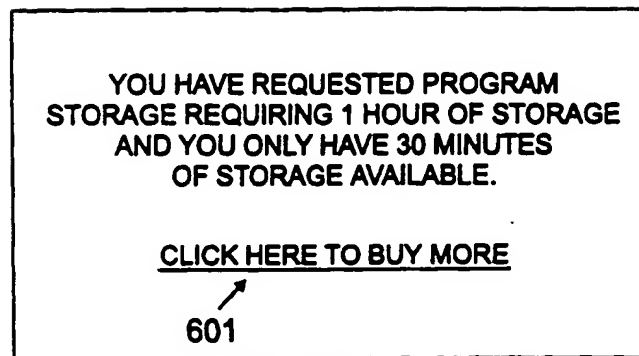 YOU HAVE REQUESTED PROGRAM
STORAGE REQUIRING 1 HOUR OF STORAGE
AND YOU ONLY HAVE 30 MINUTES
OF STORAGE AVAILABLE.
CLICK HERE TO BUY MORE
601